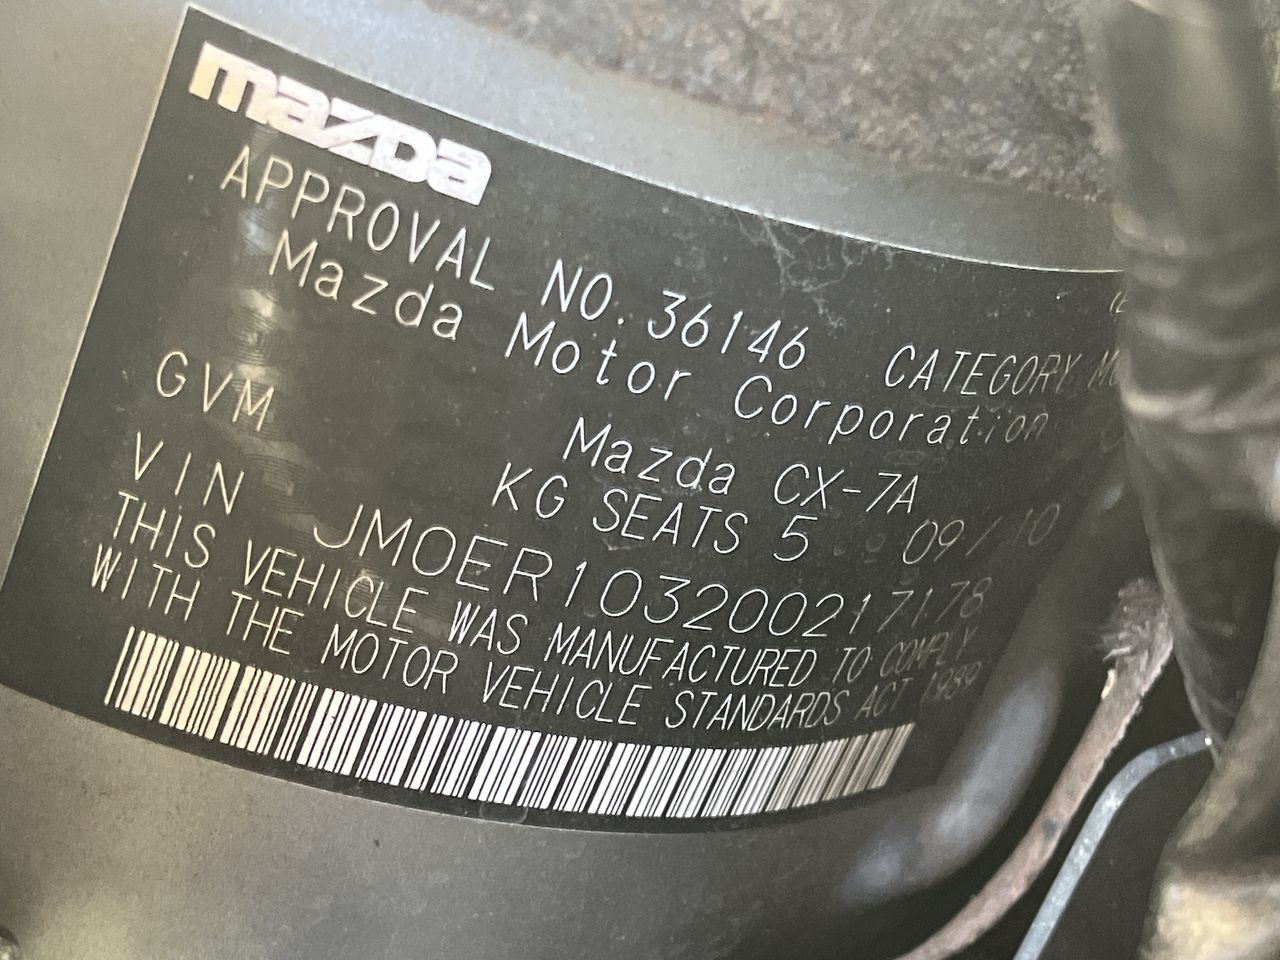 mazda
APPROVAL NO. 36146 CATEGORY
Mazda Motor Corporation
Mazda CX-7A
GVM KG SEATS 5 09/10
VIN JM0ER103200217178
THIS VEHICLE WAS MANUFACTURED TO COMPLY
WITH THE MOTOR VEHICLE STANDARDS ACT 1989